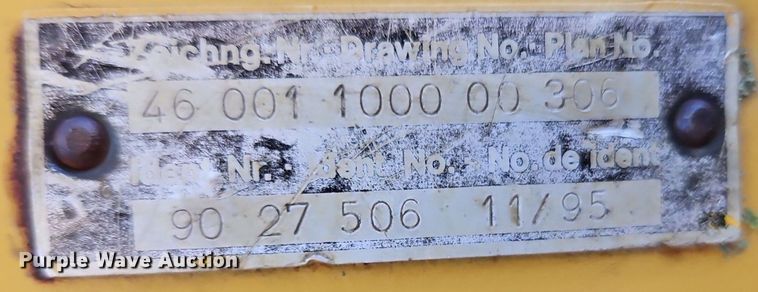 Zeichng. Nr. · Drawing No. · Plan No.
46 001 1000 00 306
Ident. Nr. · Ident. No. · No. de ident
90 27 506 11/95
Purple Wave Auction